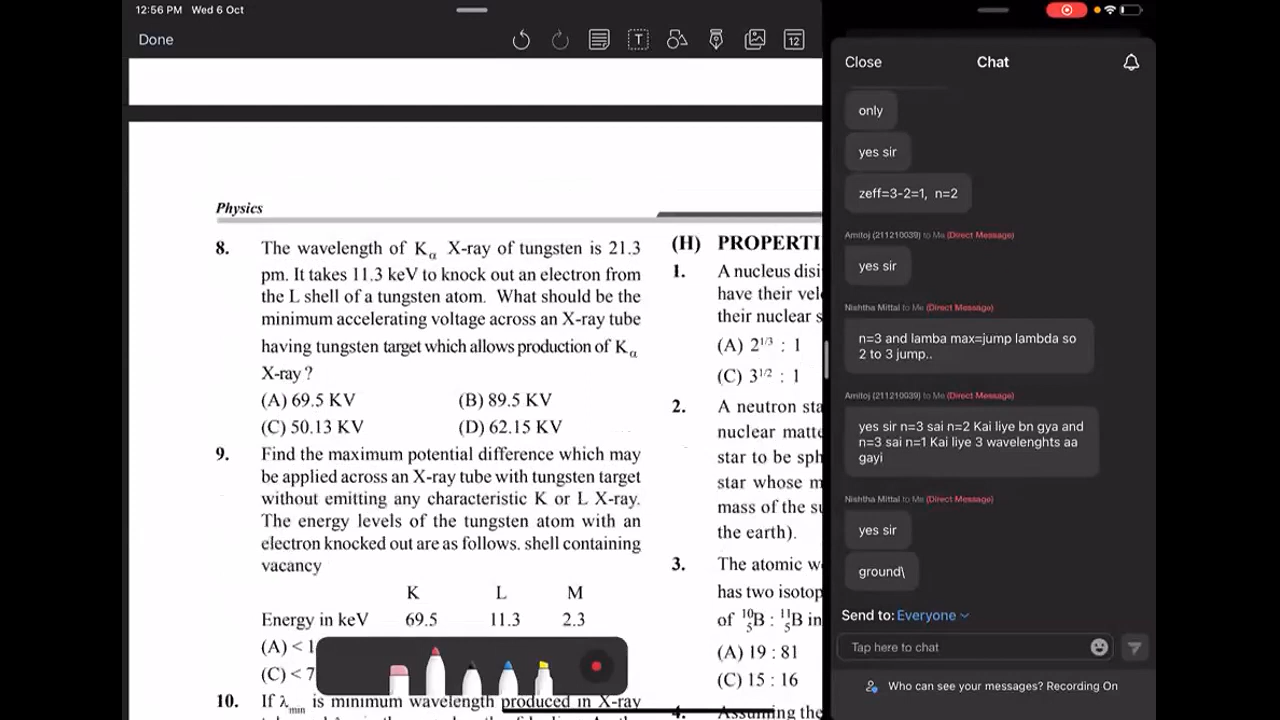 12:56 PM Wed 6 Oct
Done
T
12
Physics
8. The wavelength of Kα X-ray of tungsten is 21.3
pm. It takes 11.3 keV to knock out an electron from
the L shell of a tungsten atom. What should be the
minimum accelerating voltage across an X-ray tube
having tungsten target which allows production of Kα
X-ray ?
(A) 69.5 KV (B) 89.5 KV
(C) 50.13 KV (D) 62.15 KV
9. Find the maximum potential difference which may
be applied across an X-ray tube with tungsten target
without emitting any characteristic K or L X-ray.
The energy levels of the tungsten atom with an
electron knocked out are as follows. shell containing
vacancy
K L M
Energy in keV 69.5 11.3 2.3
(A) < 1
(C) < 7
10. If λmin is minimum wavelength produced in X-ray
(H) PROPERTI
1. A nucleus disi
have their vel
their nuclear s
(A) 2^1/3 : 1
(C) 3^1/2 : 1
2. A neutron sta
nuclear matte
star to be sph
star whose m
mass of the su
the earth).
3. The atomic w
has two isotop
of ¹⁰₅B : ¹¹₅B in
(A) 19 : 81
(C) 15 : 16
4. Assuming the
Close Chat
only
yes sir
zeff=3-2=1, n=2
Amitoj (211210039) to Me (Direct Message)
yes sir
Nishtha Mittal to Me (Direct Message)
n=3 and lamba max=jump lambda so
2 to 3 jump..
Amitoj (211210039) to Me (Direct Message)
yes sir n=3 sai n=2 Kai liye bn gya and
n=3 sai n=1 Kai liye 3 wavelenghts aa
gayi
Nishtha Mittal to Me (Direct Message)
yes sir
ground\
Send to: Everyone
Tap here to chat
Who can see your messages? Recording On